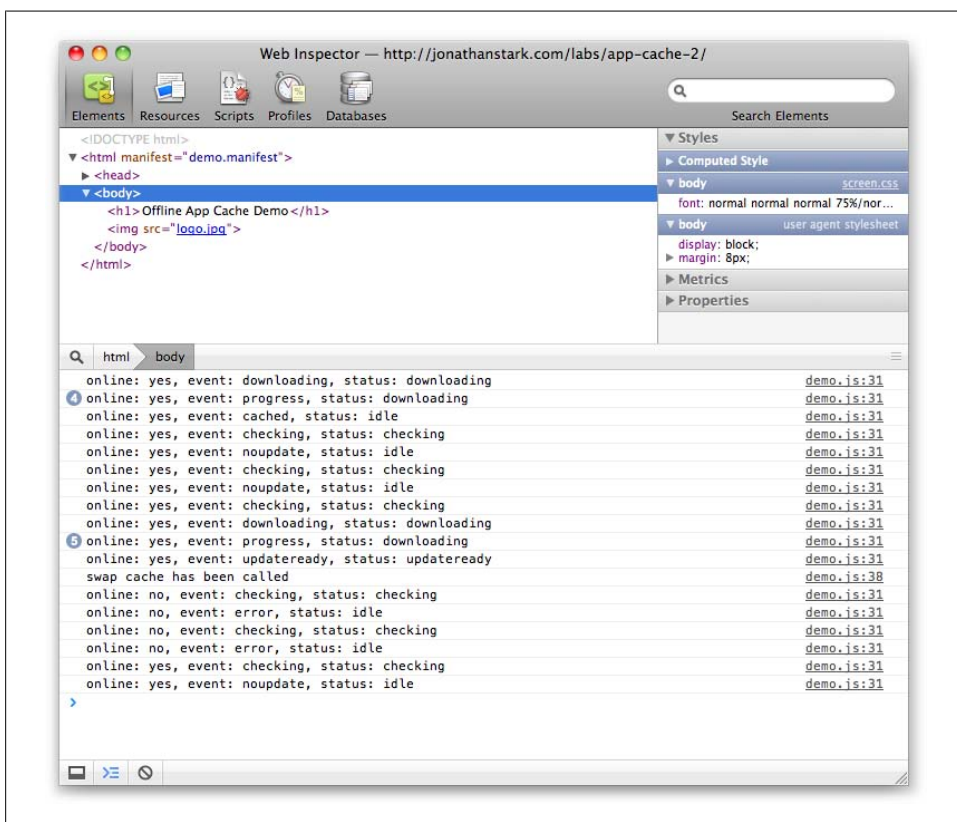 Web Inspector — http://jonathanstark.com/labs/app-cache-2/
Elements Resources Scripts Profiles Databases Search Elements
<!DOCTYPE html>
▼<html manifest="demo.manifest">
▶<head>
▼<body>
<h1>Offline App Cache Demo</h1>
<img src="logo.jpg">
</body>
</html>
▼Styles
▶Computed Style
▼body screen.css
font: normal normal normal 75%/nor...
▼body user agent stylesheet
display: block;
▶margin: 8px;
▶Metrics
▶Properties
html body
online: yes, event: downloading, status: downloading demo.js:31
4 online: yes, event: progress, status: downloading demo.js:31
online: yes, event: cached, status: idle demo.js:31
online: yes, event: checking, status: checking demo.js:31
online: yes, event: noupdate, status: idle demo.js:31
online: yes, event: checking, status: checking demo.js:31
online: yes, event: noupdate, status: idle demo.js:31
online: yes, event: checking, status: checking demo.js:31
online: yes, event: downloading, status: downloading demo.js:31
5 online: yes, event: progress, status: downloading demo.js:31
online: yes, event: updateready, status: updateready demo.js:31
swap cache has been called demo.js:38
online: no, event: checking, status: checking demo.js:31
online: no, event: error, status: idle demo.js:31
online: no, event: checking, status: checking demo.js:31
online: no, event: error, status: idle demo.js:31
online: yes, event: checking, status: checking demo.js:31
online: yes, event: noupdate, status: idle demo.js:31
>